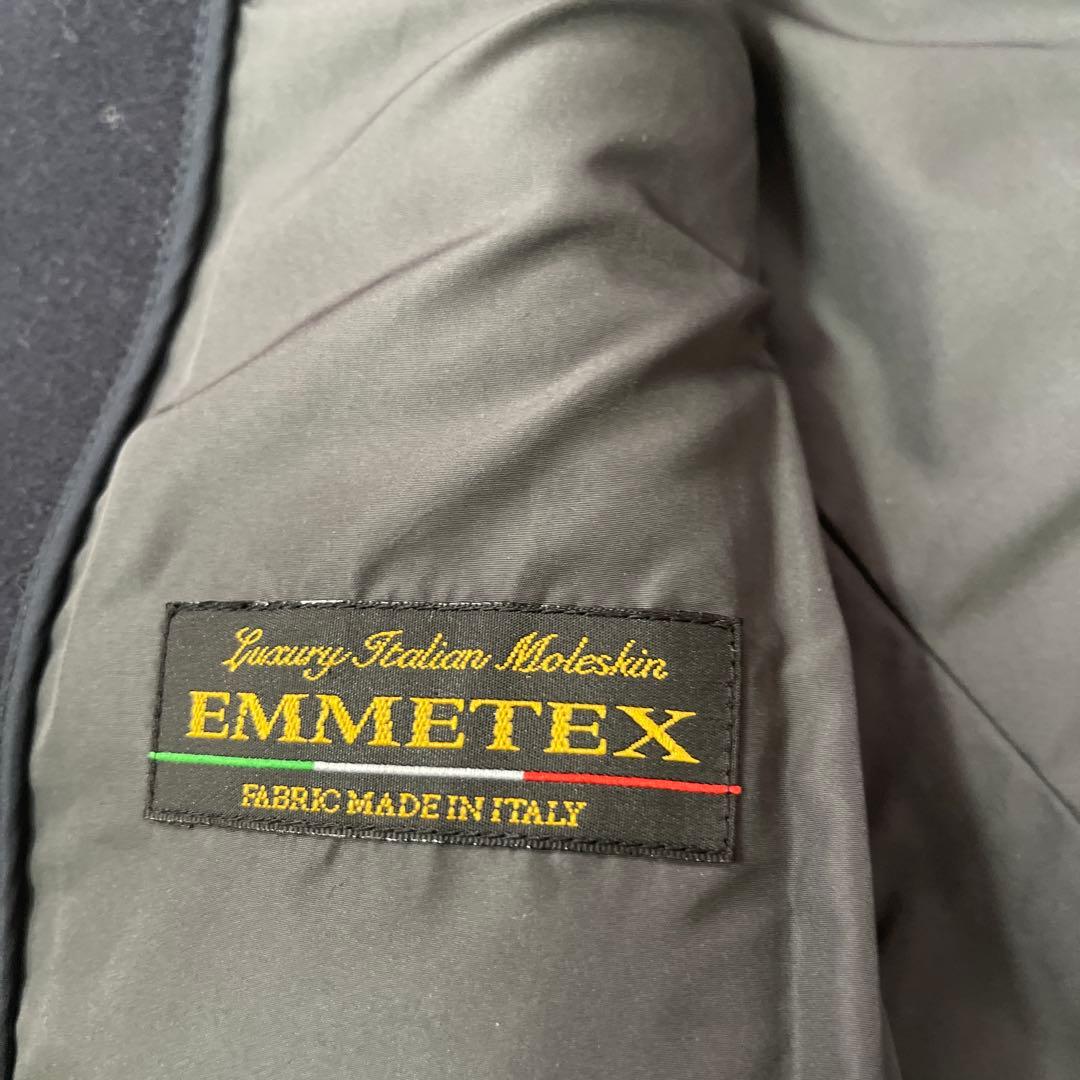 Luxury Italian Moleskin
EMMETEX
FABRIC MADE IN ITALY